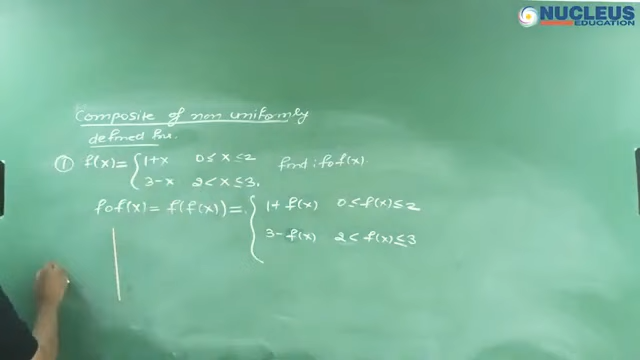 NUCLEUS
EDUCATION
Composite of non uniformly
defined fun.
① f(x) = { 1+x 0 ≤ x ≤ 2 find : fof(x).
3-x 2 < x ≤ 3.
fof(x) = f(f(x)) = { 1 + f(x) 0 ≤ f(x) ≤ 2
3 - f(x) 2 < f(x) ≤ 3